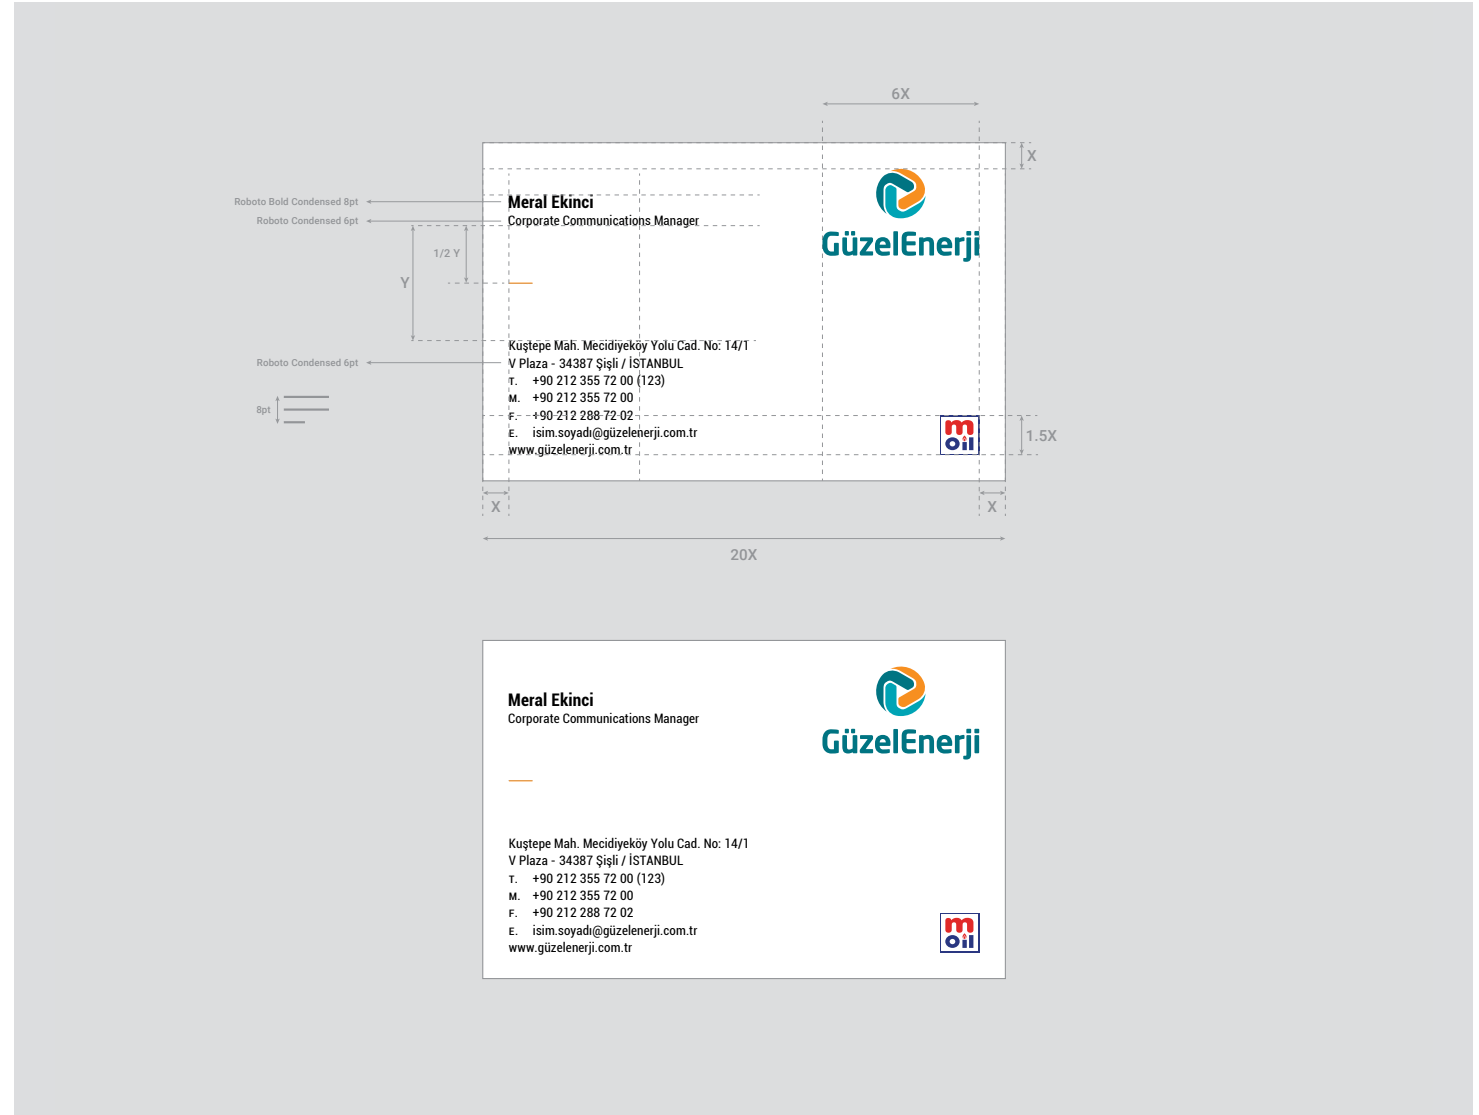 6X
X
Roboto Bold Condensed 8pt
Meral Ekinci
Roboto Condensed 6pt
Corporate Communications Manager
GüzelEnerji
1/2 Y
Y
Kuştepe Mah. Mecidiyeköy Yolu Cad. No: 14/1
Roboto Condensed 6pt
V Plaza - 34387 Şişli / İSTANBUL
T. +90 212 355 72 00 (123)
M. +90 212 355 72 00
8pt
F. +90 212 288 72 02
E. isim.soyadı@güzelenerji.com.tr
www.güzelenerji.com.tr
m
oil
1.5X
X
X
20X
Meral Ekinci
Corporate Communications Manager
GüzelEnerji
Kuştepe Mah. Mecidiyeköy Yolu Cad. No: 14/1
V Plaza - 34387 Şişli / İSTANBUL
T. +90 212 355 72 00 (123)
M. +90 212 355 72 00
F. +90 212 288 72 02
E. isim.soyadı@güzelenerji.com.tr
www.güzelenerji.com.tr
m
oil